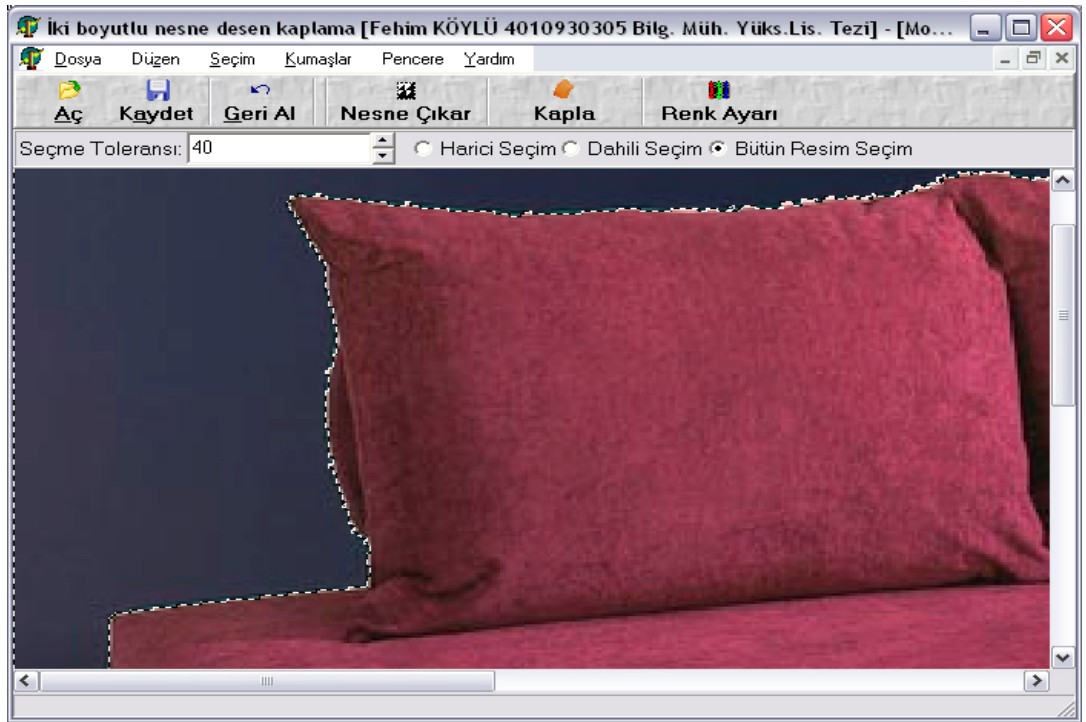 İki boyutlu nesne desen kaplama [Fehim KÖYLÜ 4010930305 Bilg. Müh. Yüks.Lis. Tezi] - [Mo...
Dosya Düzen Seçim Kumaşlar Pencere Yardım
Aç Kaydet Geri Al Nesne Çıkar Kapla Renk Ayarı
Seçme Toleransı: 40 Harici Seçim Dahili Seçim Bütün Resim Seçim